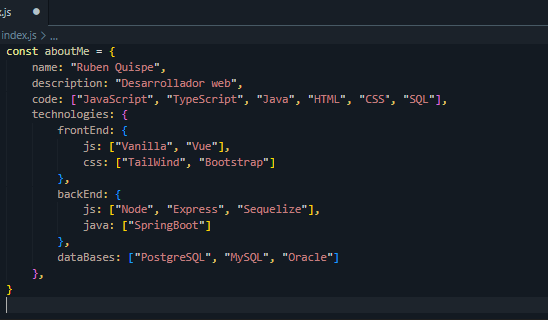 x.js ●
index.js > ...
const aboutMe = {
    name: "Ruben Quispe",
    description: "Desarrollador web",
    code: ["JavaScript", "TypeScript", "Java", "HTML", "CSS", "SQL"],
    technologies: {
        frontEnd: {
            js: ["Vanilla", "Vue"],
            css: ["TailWind", "Bootstrap"]
        },
        backEnd: {
            js: ["Node", "Express", "Sequelize"],
            java: ["SpringBoot"]
        },
        dataBases: ["PostgreSQL", "MySQL", "Oracle"]
    },
}